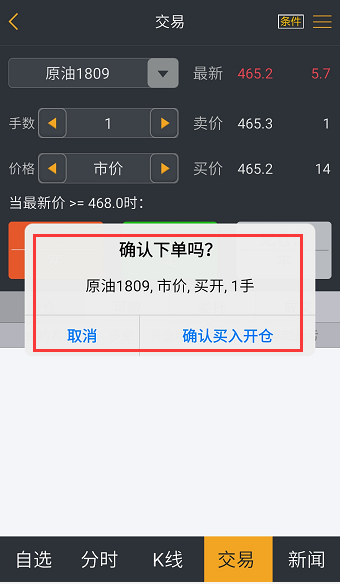 交易 条件
原油1809 最新 465.2 5.7
手数 1 卖价 465.3 1
价格 市价 买价 465.2 14
当最新价 >= 468.0时:
确认下单吗?
原油1809, 市价, 买开, 1手
取消 确认买入开仓
自选 分时 K线 交易 新闻